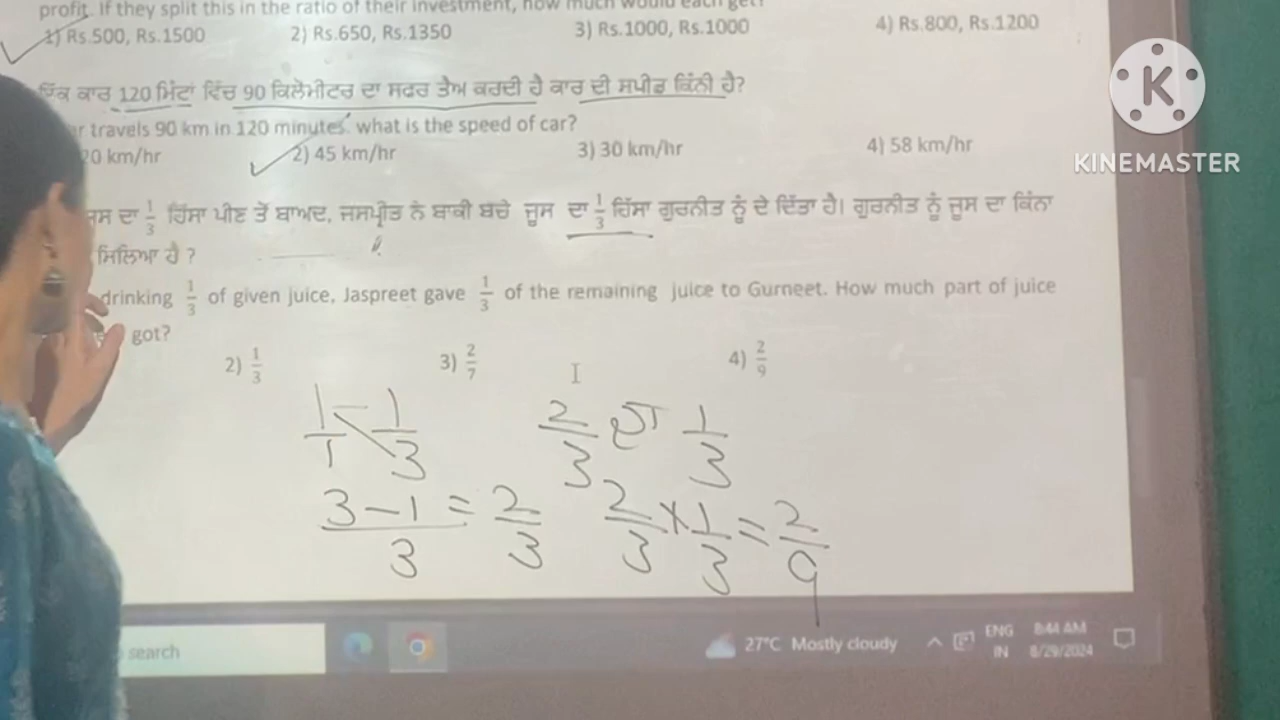 profit. If they split this in the ratio of their investment, how much would each get?
1) Rs.500, Rs.1500 2) Rs.650, Rs.1350 3) Rs.1000, Rs.1000 4) Rs.800, Rs.1200
ਇੱਕ ਕਾਰ 120 ਮਿੰਟਾਂ ਵਿੱਚ 90 ਕਿਲੋਮੀਟਰ ਦਾ ਸਫਰ ਤੈਅ ਕਰਦੀ ਹੈ ਕਾਰ ਦੀ ਸਪੀਡ ਕਿੰਨੀ ਹੈ?
travels 90 km in 120 minutes. what is the speed of car?
20 km/hr 2) 45 km/hr 3) 30 km/hr 4) 58 km/hr
ਜੂਸ ਦਾ 1/3 ਹਿੱਸਾ ਪੀਣ ਤੋਂ ਬਾਅਦ, ਜਸਪ੍ਰੀਤ ਨੇ ਬਾਕੀ ਬਚੇ ਜੂਸ ਦਾ 1/3 ਹਿੱਸਾ ਗੁਰਨੀਤ ਨੂੰ ਦੇ ਦਿੱਤਾ ਹੈ। ਗੁਰਨੀਤ ਨੂੰ ਜੂਸ ਦਾ ਕਿੰਨਾ
ਮਿਲਿਆ ਹੈ ?
drinking 1/3 of given juice, Jaspreet gave 1/3 of the remaining juice to Gurneet. How much part of juice
got?
2) 1/3 3) 2/7 4) 2/9
1/1 - 1/3 2/3 ਦਾ 1/3
3-1/3 = 2/3 2/3 × 1/3 = 2/9
search 27°C Mostly cloudy ENG 8:44 AM
IN 8/29/2024
K
KINEMASTER